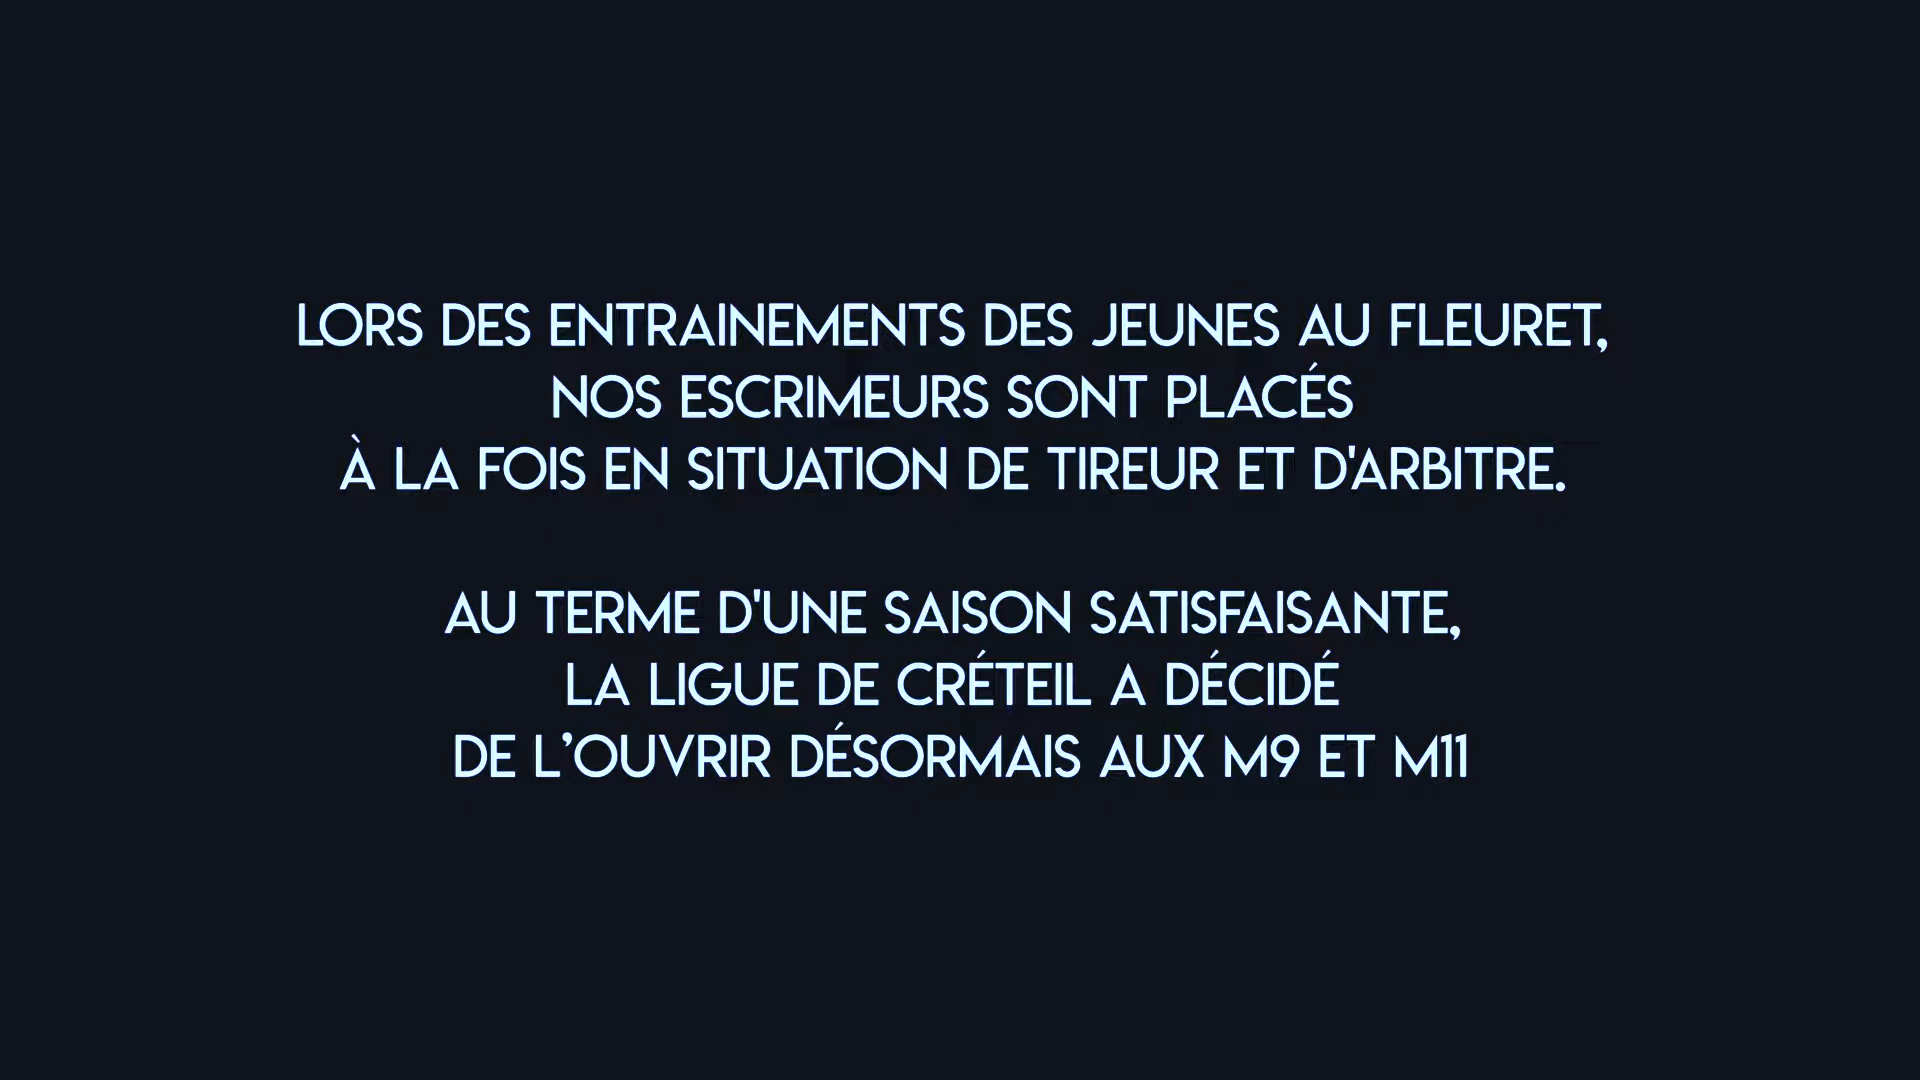 LORS DES ENTRAINEMENTS DES JEUNES AU FLEURET,
NOS ESCRIMEURS SONT PLACÉS
À LA FOIS EN SITUATION DE TIREUR ET D'ARBITRE.
AU TERME D'UNE SAISON SATISFAISANTE,
LA LIGUE DE CRÉTEIL A DÉCIDÉ
DE L’OUVRIR DÉSORMAIS AUX M9 ET M11